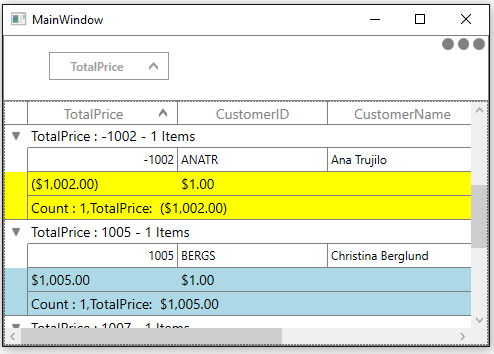 MainWindow
TotalPrice
TotalPrice CustomerID CustomerName
TotalPrice : -1002 - 1 Items
-1002 ANATR Ana Trujilo
($1,002.00) $1.00
Count : 1,TotalPrice: ($1,002.00)
TotalPrice : 1005 - 1 Items
1005 BERGS Christina Berglund
$1,005.00 $1.00
Count : 1,TotalPrice: $1,005.00
TotalPrice : 1007 - 1 Items